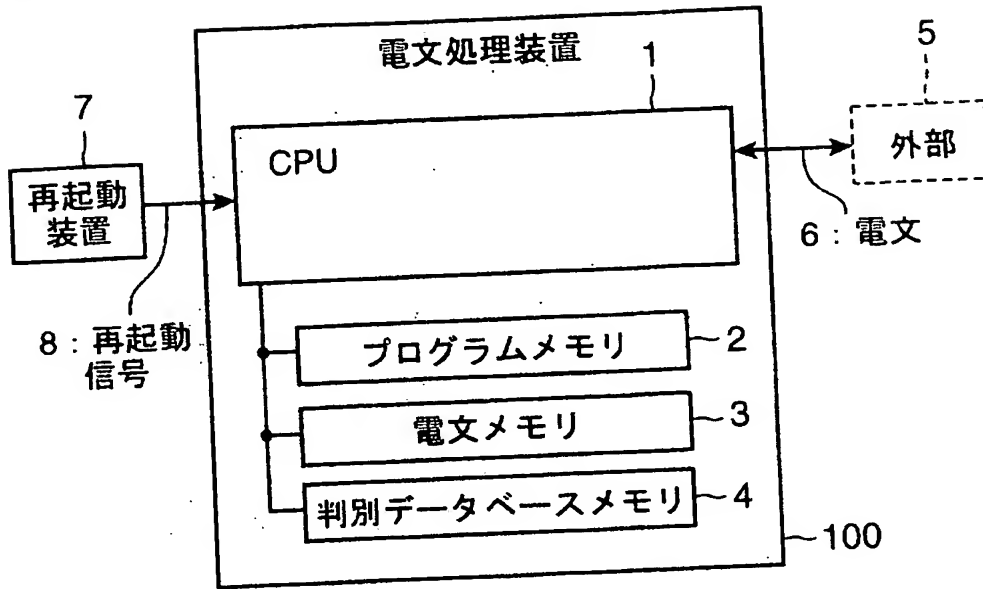 電文処理装置
1
5
7
CPU
外部
再起動
装置
6：電文
8：再起動
信号
プログラムメモリ
2
電文メモリ
3
判別データベースメモリ
4
100